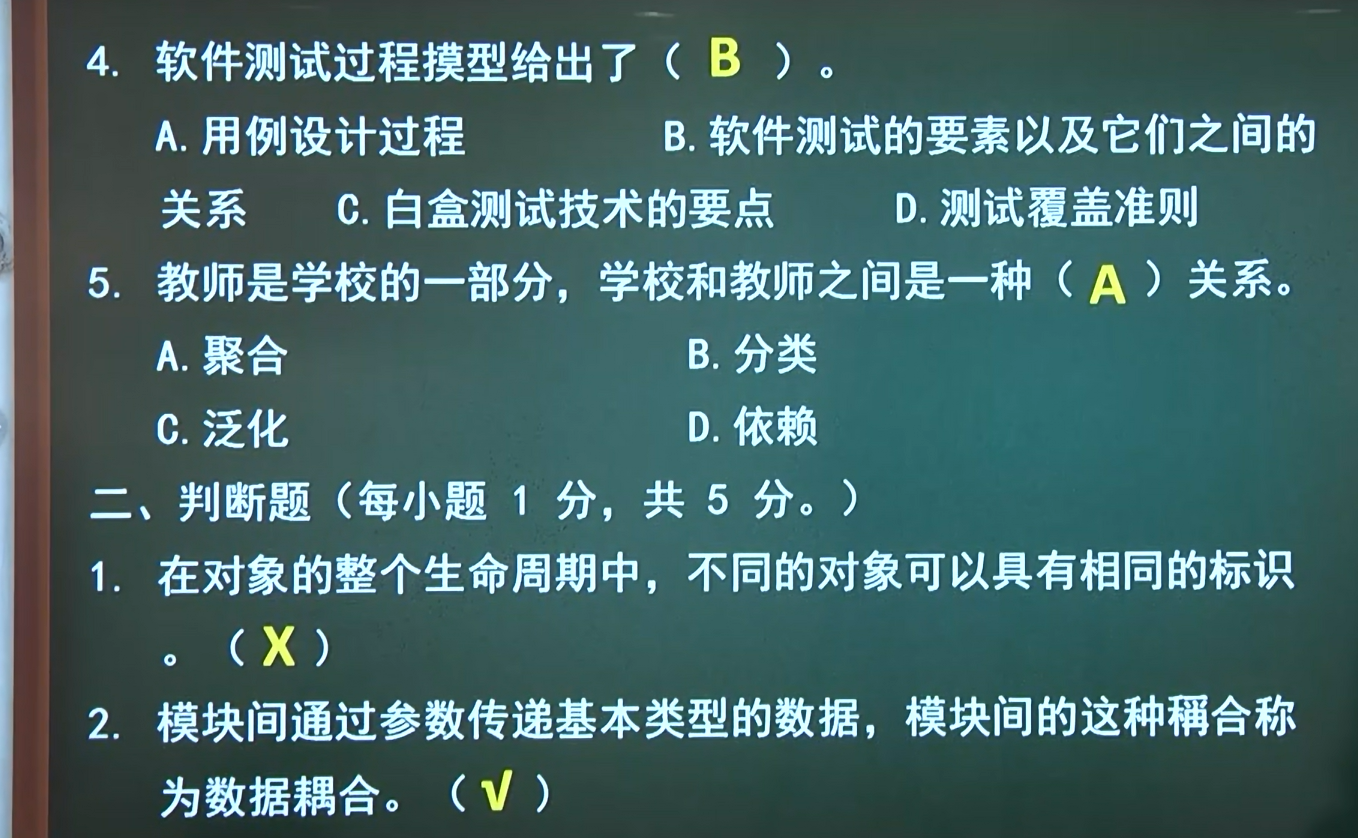 4. 软件测试过程摸型给出了（ B ）。
A.用例设计过程 B.软件测试的要素以及它们之间的
关系 C.白盒测试技术的要点 D.测试覆盖准则
5. 教师是学校的一部分，学校和教师之间是一种（ A ）关系。
A.聚合 B.分类
C.泛化 D.依赖
二、判断题（每小题 1 分，共 5 分。）
1. 在对象的整个生命周期中，不同的对象可以具有相同的标识
。（ X ）
2. 模块间通过参数传递基本类型的数据，模块间的这种稱合称
为数据耦合。（ √ ）